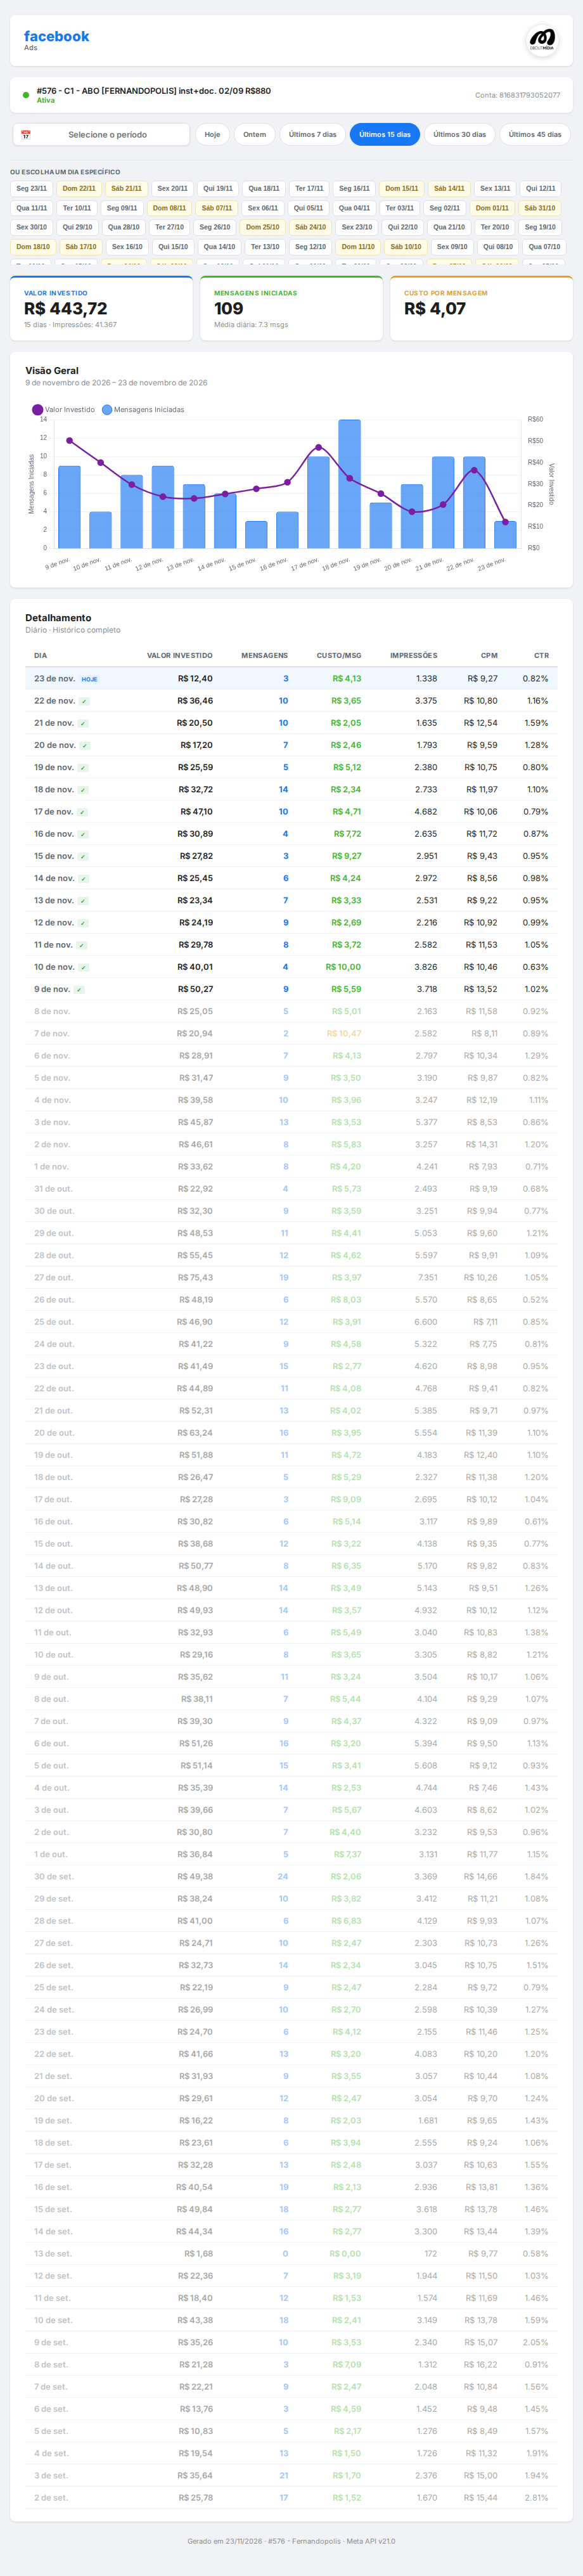 facebook
Ads
#576 - C1 - ABO [FERNANDOPOLIS] inst+doc. 02/09 R$880
Ativa
Conta: 816831793052077
Selecione o período
Hoje
Ontem
Últimos 7 dias
Últimos 15 dias
Últimos 30 dias
Últimos 45 dias
OU ESCOLHA UM DIA ESPECÍFICO
Seg 23/11 Dom 22/11 Sáb 21/11 Sex 20/11 Qui 19/11 Qua 18/11 Ter 17/11 Seg 16/11 Dom 15/11 Sáb 14/11 Sex 13/11 Qui 12/11
Qua 11/11 Ter 10/11 Seg 09/11 Dom 08/11 Sáb 07/11 Sex 06/11 Qui 05/11 Qua 04/11 Ter 03/11 Seg 02/11 Dom 01/11 Sáb 31/10
Sex 30/10 Qui 29/10 Qua 28/10 Ter 27/10 Seg 26/10 Dom 25/10 Sáb 24/10 Sex 23/10 Qui 22/10 Qua 21/10 Ter 20/10 Seg 19/10
Dom 18/10 Sáb 17/10 Sex 16/10 Qui 15/10 Qua 14/10 Ter 13/10 Seg 12/10 Dom 11/10 Sáb 10/10 Sex 09/10 Qui 08/10 Qua 07/10
VALOR INVESTIDO
R$ 443,72
15 dias · Impressões: 41.367
MENSAGENS INICIADAS
109
Média diária: 7.3 msgs
CUSTO POR MENSAGEM
R$ 4,07
Visão Geral
9 de novembro de 2026 – 23 de novembro de 2026
Valor Investido Mensagens Iniciadas
Mensagens Iniciadas
14
12
10
8
6
4
2
0
R$60
R$50
R$40
R$30
R$20
R$10
R$0
Valor Investido
9 de nov. 10 de nov. 11 de nov. 12 de nov. 13 de nov. 14 de nov. 15 de nov. 16 de nov. 17 de nov. 18 de nov. 19 de nov. 20 de nov. 21 de nov. 22 de nov. 23 de nov.
Detalhamento
Diário · Histórico completo
DIA VALOR INVESTIDO MENSAGENS CUSTO/MSG IMPRESSÕES CPM CTR
23 de nov. HOJE R$ 12,40 3 R$ 4,13 1.338 R$ 9,27 0.82%
22 de nov. ✓ R$ 36,46 10 R$ 3,65 3.375 R$ 10,80 1.16%
21 de nov. ✓ R$ 20,50 10 R$ 2,05 1.635 R$ 12,54 1.59%
20 de nov. ✓ R$ 17,20 7 R$ 2,46 1.793 R$ 9,59 1.28%
19 de nov. ✓ R$ 25,59 5 R$ 5,12 2.380 R$ 10,75 0.80%
18 de nov. ✓ R$ 32,72 14 R$ 2,34 2.733 R$ 11,97 1.10%
17 de nov. ✓ R$ 47,10 10 R$ 4,71 4.682 R$ 10,06 0.79%
16 de nov. ✓ R$ 30,89 4 R$ 7,72 2.635 R$ 11,72 0.87%
15 de nov. ✓ R$ 27,82 3 R$ 9,27 2.951 R$ 9,43 0.95%
14 de nov. ✓ R$ 25,45 6 R$ 4,24 2.972 R$ 8,56 0.98%
13 de nov. ✓ R$ 23,34 7 R$ 3,33 2.531 R$ 9,22 0.95%
12 de nov. ✓ R$ 24,19 9 R$ 2,69 2.216 R$ 10,92 0.99%
11 de nov. ✓ R$ 29,78 8 R$ 3,72 2.582 R$ 11,53 1.05%
10 de nov. ✓ R$ 40,01 4 R$ 10,00 3.826 R$ 10,46 0.63%
9 de nov. ✓ R$ 50,27 9 R$ 5,59 3.718 R$ 13,52 1.02%
8 de nov. R$ 25,05 5 R$ 5,01 2.163 R$ 11,58 0.92%
7 de nov. R$ 20,94 2 R$ 10,47 2.582 R$ 8,11 0.89%
6 de nov. R$ 28,91 7 R$ 4,13 2.797 R$ 10,34 1.29%
5 de nov. R$ 31,47 9 R$ 3,50 3.190 R$ 9,87 0.82%
4 de nov. R$ 39,58 10 R$ 3,96 3.247 R$ 12,19 1.11%
3 de nov. R$ 45,87 13 R$ 3,53 5.377 R$ 8,53 0.86%
2 de nov. R$ 46,61 8 R$ 5,83 3.257 R$ 14,31 1.20%
1 de nov. R$ 33,62 8 R$ 4,20 4.241 R$ 7,93 0.71%
31 de out. R$ 22,92 4 R$ 5,73 2.493 R$ 9,19 0.68%
30 de out. R$ 32,30 9 R$ 3,59 3.251 R$ 9,94 0.77%
29 de out. R$ 48,53 11 R$ 4,41 5.053 R$ 9,60 1.21%
28 de out. R$ 55,45 12 R$ 4,62 5.597 R$ 9,91 1.09%
27 de out. R$ 75,43 19 R$ 3,97 7.351 R$ 10,26 1.05%
26 de out. R$ 48,19 6 R$ 8,03 5.570 R$ 8,65 0.52%
25 de out. R$ 46,90 12 R$ 3,91 6.600 R$ 7,11 0.85%
24 de out. R$ 41,22 9 R$ 4,58 5.322 R$ 7,75 0.81%
23 de out. R$ 41,49 15 R$ 2,77 4.620 R$ 8,98 0.95%
22 de out. R$ 44,89 11 R$ 4,08 4.768 R$ 9,41 0.82%
21 de out. R$ 52,31 13 R$ 4,02 5.385 R$ 9,71 0.97%
20 de out. R$ 63,24 16 R$ 3,95 5.554 R$ 11,39 1.10%
19 de out. R$ 51,88 11 R$ 4,72 4.183 R$ 12,40 1.10%
18 de out. R$ 26,47 5 R$ 5,29 2.327 R$ 11,38 1.20%
17 de out. R$ 27,28 3 R$ 9,09 2.695 R$ 10,12 1.04%
16 de out. R$ 30,82 6 R$ 5,14 3.117 R$ 9,89 0.61%
15 de out. R$ 38,68 12 R$ 3,22 4.138 R$ 9,35 0.77%
14 de out. R$ 50,77 8 R$ 6,35 5.170 R$ 9,82 0.83%
13 de out. R$ 48,90 14 R$ 3,49 5.143 R$ 9,51 1.26%
12 de out. R$ 49,93 14 R$ 3,57 4.932 R$ 10,12 1.12%
11 de out. R$ 32,93 6 R$ 5,49 3.040 R$ 10,83 1.38%
10 de out. R$ 29,16 8 R$ 3,65 3.305 R$ 8,82 1.21%
9 de out. R$ 35,62 11 R$ 3,24 3.504 R$ 10,17 1.06%
8 de out. R$ 38,11 7 R$ 5,44 4.104 R$ 9,29 1.07%
7 de out. R$ 39,30 9 R$ 4,37 4.322 R$ 9,09 0.97%
6 de out. R$ 51,26 16 R$ 3,20 5.394 R$ 9,50 1.13%
5 de out. R$ 51,14 15 R$ 3,41 5.608 R$ 9,12 0.93%
4 de out. R$ 35,39 14 R$ 2,53 4.744 R$ 7,46 1.43%
3 de out. R$ 39,66 7 R$ 5,67 4.603 R$ 8,62 1.02%
2 de out. R$ 30,80 7 R$ 4,40 3.232 R$ 9,53 0.96%
1 de out. R$ 36,84 5 R$ 7,37 3.131 R$ 11,77 1.15%
30 de set. R$ 49,38 24 R$ 2,06 3.369 R$ 14,66 1.84%
29 de set. R$ 38,24 10 R$ 3,82 3.412 R$ 11,21 1.08%
28 de set. R$ 41,00 6 R$ 6,83 4.129 R$ 9,93 1.07%
27 de set. R$ 24,71 10 R$ 2,47 2.303 R$ 10,73 1.26%
26 de set. R$ 32,73 14 R$ 2,34 3.045 R$ 10,75 1.51%
25 de set. R$ 22,19 9 R$ 2,47 2.284 R$ 9,72 0.79%
24 de set. R$ 26,99 10 R$ 2,70 2.598 R$ 10,39 1.27%
23 de set. R$ 24,70 6 R$ 4,12 2.155 R$ 11,46 1.25%
22 de set. R$ 41,66 13 R$ 3,20 4.083 R$ 10,20 1.20%
21 de set. R$ 31,93 9 R$ 3,55 3.057 R$ 10,44 1.08%
20 de set. R$ 29,61 12 R$ 2,47 3.054 R$ 9,70 1.24%
19 de set. R$ 16,22 8 R$ 2,03 1.681 R$ 9,65 1.43%
18 de set. R$ 23,61 6 R$ 3,94 2.555 R$ 9,24 1.06%
17 de set. R$ 32,28 13 R$ 2,48 3.037 R$ 10,63 1.55%
16 de set. R$ 40,54 19 R$ 2,13 2.936 R$ 13,81 1.36%
15 de set. R$ 49,84 18 R$ 2,77 3.618 R$ 13,78 1.46%
14 de set. R$ 44,34 16 R$ 2,77 3.300 R$ 13,44 1.39%
13 de set. R$ 1,68 0 R$ 0,00 172 R$ 9,77 0.58%
12 de set. R$ 22,36 7 R$ 3,19 1.944 R$ 11,50 1.03%
11 de set. R$ 18,40 12 R$ 1,53 1.574 R$ 11,69 1.46%
10 de set. R$ 43,38 18 R$ 2,41 3.149 R$ 13,78 1.59%
9 de set. R$ 35,26 10 R$ 3,53 2.340 R$ 15,07 2.05%
8 de set. R$ 21,28 3 R$ 7,09 1.312 R$ 16,22 0.91%
7 de set. R$ 22,21 9 R$ 2,47 2.048 R$ 10,84 1.56%
6 de set. R$ 13,76 3 R$ 4,59 1.452 R$ 9,48 1.45%
5 de set. R$ 10,83 5 R$ 2,17 1.276 R$ 8,49 1.57%
4 de set. R$ 19,54 13 R$ 1,50 1.726 R$ 11,32 1.91%
3 de set. R$ 35,64 21 R$ 1,70 2.376 R$ 15,00 1.94%
2 de set. R$ 25,78 17 R$ 1,52 1.670 R$ 15,44 2.81%
Gerado em 23/11/2026 · #576 - Fernandopolis · Meta API v21.0